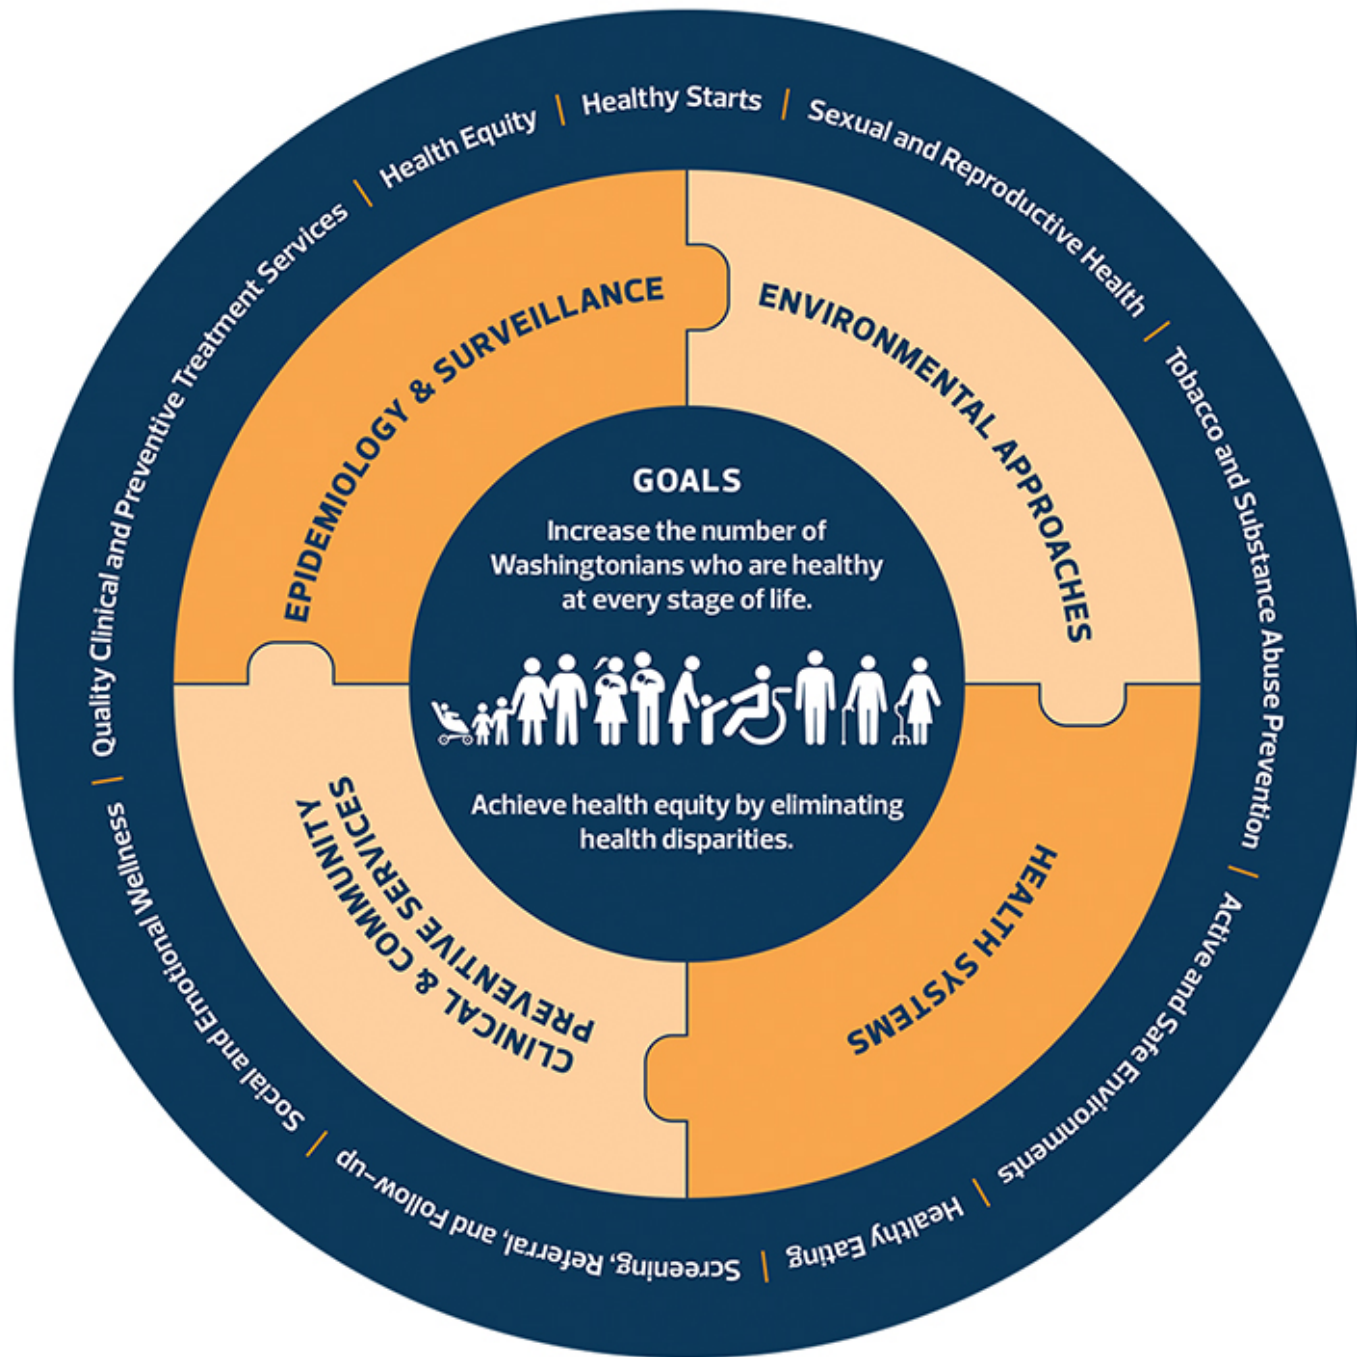 Healthy Starts
Sexual and Reproductive Health
Tobacco and Substance Abuse Prevention
Active and Safe Environments
Healthy Eating
Screening, Referral, and Follow-up
Social and Emotional Wellness
Quality Clinical and Preventive Treatment Services
Health Equity
EPIDEMIOLOGY & SURVEILLANCE
ENVIRONMENTAL APPROACHES
HEALTH SYSTEMS
CLINICAL & COMMUNITY
PREVENTIVE SERVICES
GOALS
Increase the number of
Washingtonians who are healthy
at every stage of life.
Achieve health equity by eliminating
health disparities.